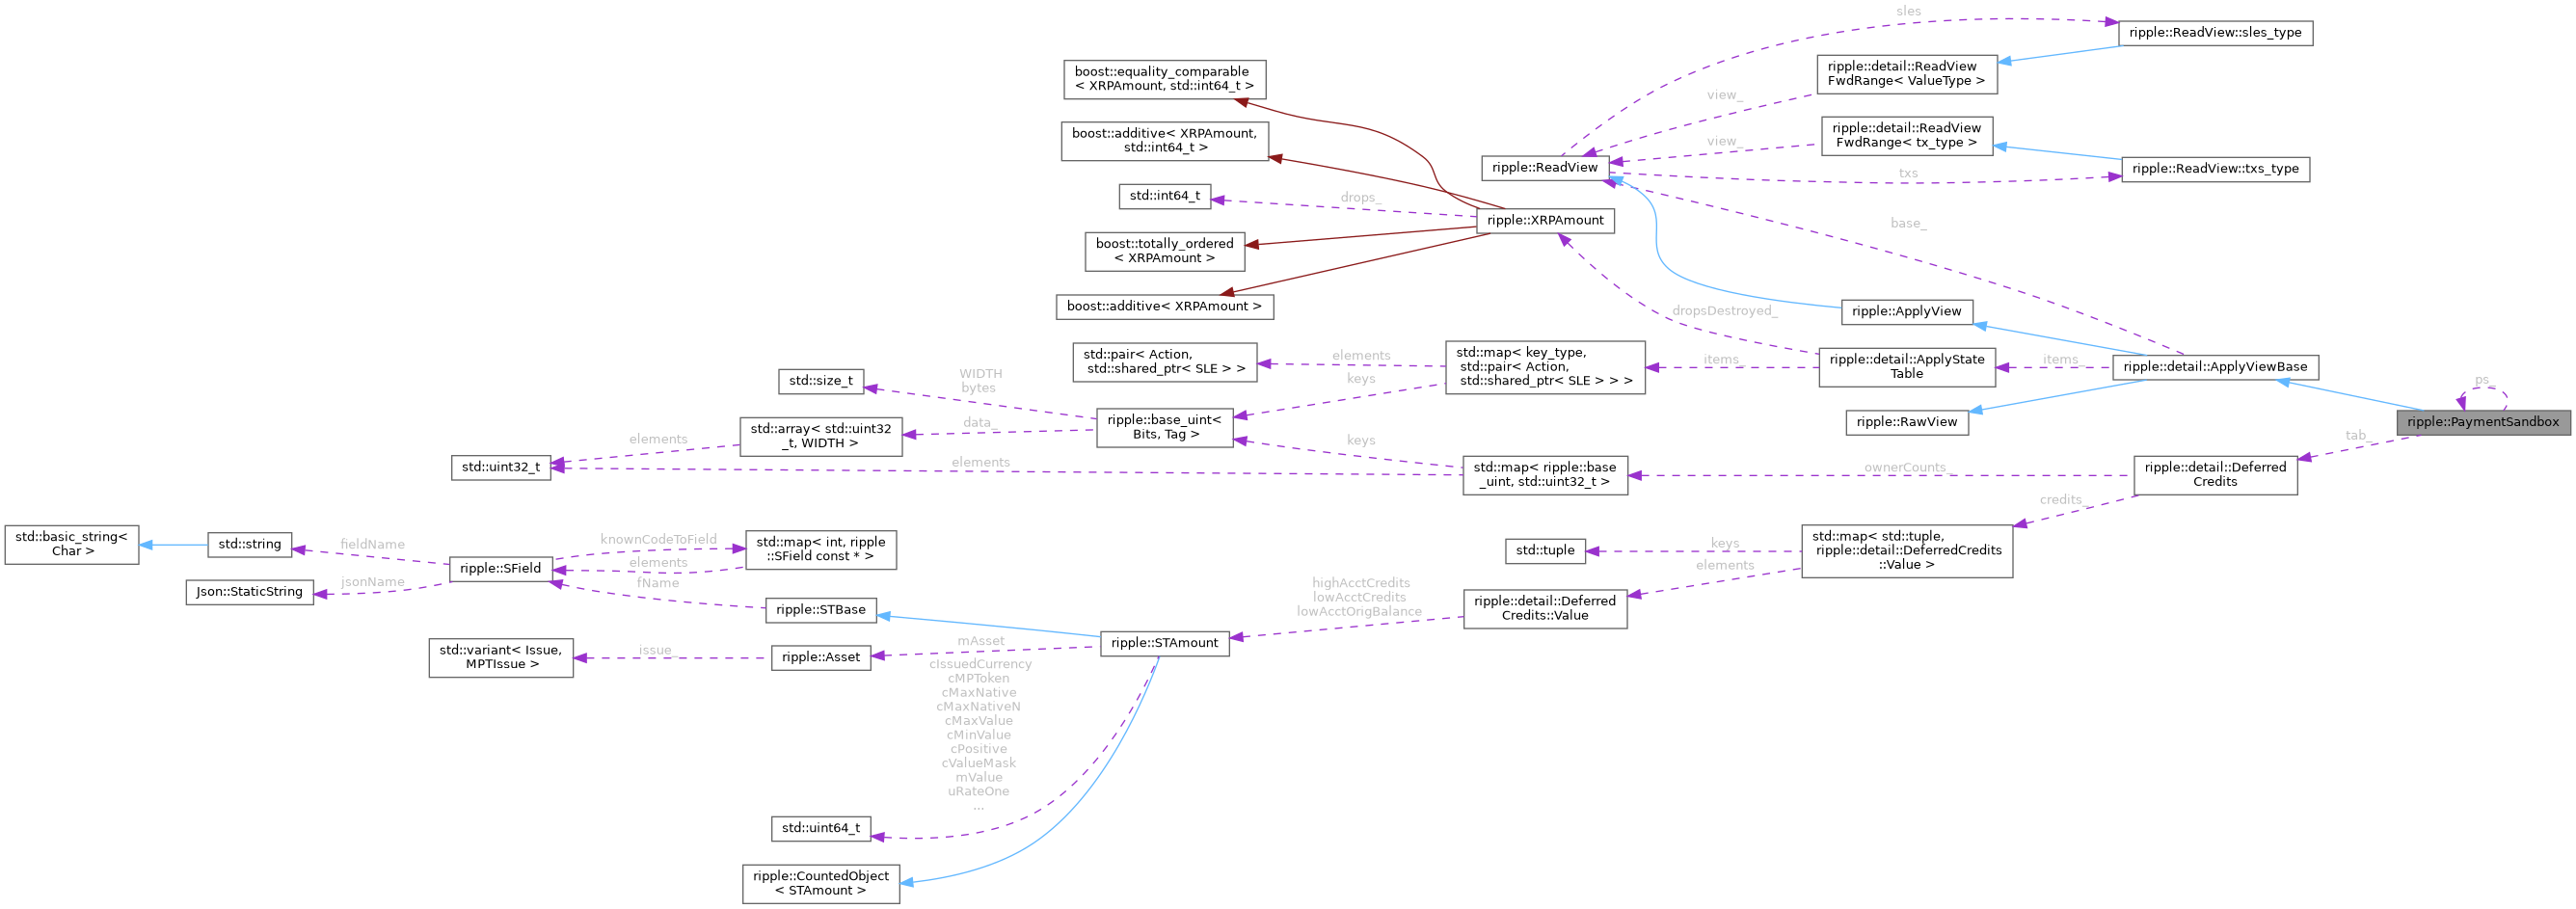 sles
ripple::ReadView::sles_type
ripple::detail::ReadView
FwdRange< ValueType >
boost::equality_comparable
< XRPAmount, std::int64_t >
view_
ripple::detail::ReadView
FwdRange< tx_type >
boost::additive< XRPAmount,
std::int64_t >
view_
ripple::ReadView
ripple::ReadView::txs_type
txs
std::int64_t
drops_
ripple::XRPAmount
base_
boost::totally_ordered
< XRPAmount >
boost::additive< XRPAmount >
dropsDestroyed_
ripple::ApplyView
std::pair< Action,
std::shared_ptr< SLE > >
elements
std::map< key_type,
std::pair< Action,
std::shared_ptr< SLE > > >
items_
ripple::detail::ApplyState
Table
items_
ripple::detail::ApplyViewBase
std::size_t
WIDTH
bytes
keys
ps_
ripple::PaymentSandbox
ripple::RawView
ripple::base_uint<
Bits, Tag >
data_
std::array< std::uint32
_t, WIDTH >
elements
keys
tab_
std::uint32_t
elements
std::map< ripple::base
_uint, std::uint32_t >
ownerCounts_
ripple::detail::Deferred
Credits
credits_
std::basic_string<
Char >
std::string
fieldName
knownCodeToField
std::map< int, ripple
::SField const * >
elements
ripple::SField
std::tuple
keys
std::map< std::tuple,
ripple::detail::DeferredCredits
::Value >
elements
Json::StaticString
jsonName
fName
ripple::STBase
highAcctCredits
lowAcctCredits
lowAcctOrigBalance
ripple::detail::Deferred
Credits::Value
std::variant< Issue,
MPTIssue >
issue_
ripple::Asset
mAsset
ripple::STAmount
cIssuedCurrency
cMPToken
cMaxNative
cMaxNativeN
cMaxValue
cMinValue
cPositive
cValueMask
mValue
uRateOne
...
std::uint64_t
ripple::CountedObject
< STAmount >